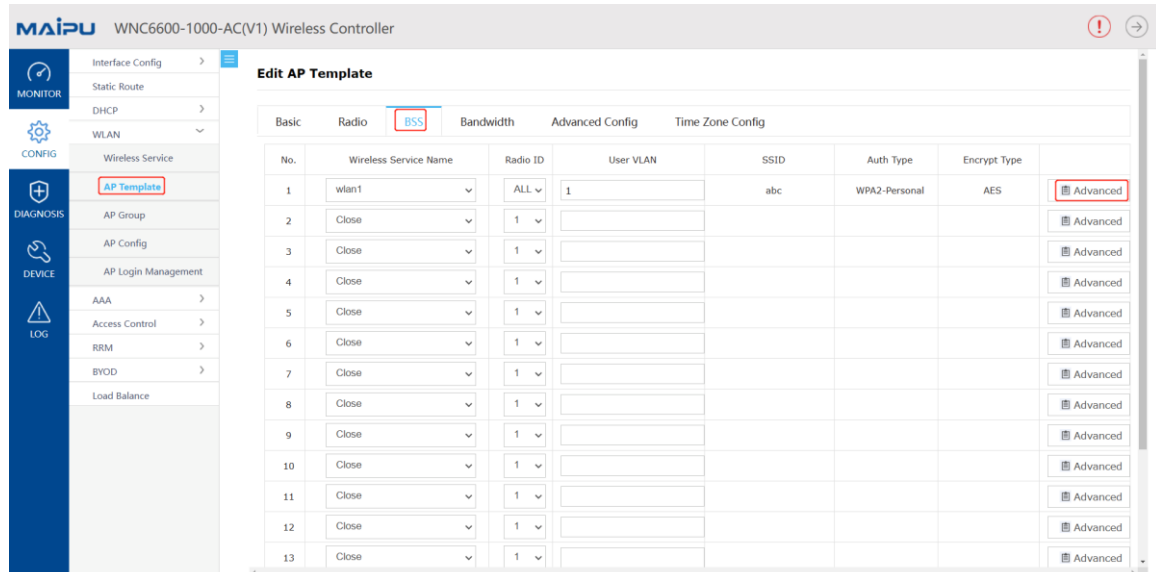 MAIPU WNC6600-1000-AC(V1) Wireless Controller
MONITOR
CONFIG
DIAGNOSIS
DEVICE
LOG
Interface Config
Static Route
DHCP
WLAN
Wireless Service
AP Template
AP Group
AP Config
AP Login Management
AAA
Access Control
RRM
BYOD
Load Balance
Edit AP Template
Basic Radio BSS Bandwidth Advanced Config Time Zone Config
No. Wireless Service Name Radio ID User VLAN SSID Auth Type Encrypt Type
1 wlan1 ALL 1 abc WPA2-Personal AES Advanced
2 Close 1 Advanced
3 Close 1 Advanced
4 Close 1 Advanced
5 Close 1 Advanced
6 Close 1 Advanced
7 Close 1 Advanced
8 Close 1 Advanced
9 Close 1 Advanced
10 Close 1 Advanced
11 Close 1 Advanced
12 Close 1 Advanced
13 Close 1 Advanced